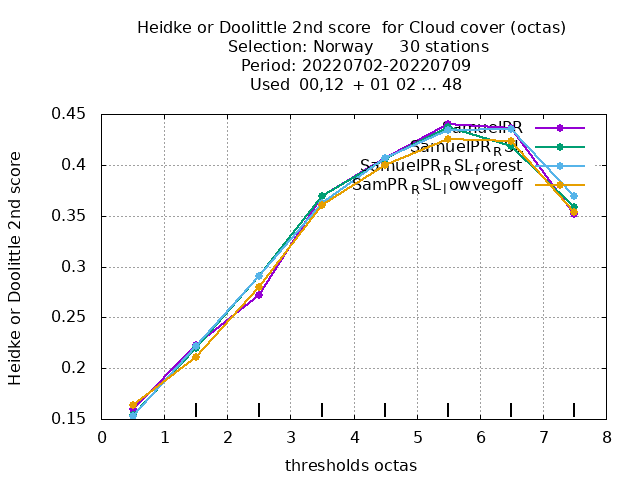 Heidke or Doolittle 2nd score for Cloud cover (octas)
Selection: Norway 30 stations
Period: 20220702-20220709
Used 00,12 + 01 02 ... 48
Heidke or Doolittle 2nd score
0.45
0.4
0.35
0.3
0.25
0.2
0.15
SamuelPR
SamuelPR_RSL
SamuelPR_RSL_forest
SamPR_RSL_lowvegoff
0 1 2 3 4 5 6 7 8
thresholds octas